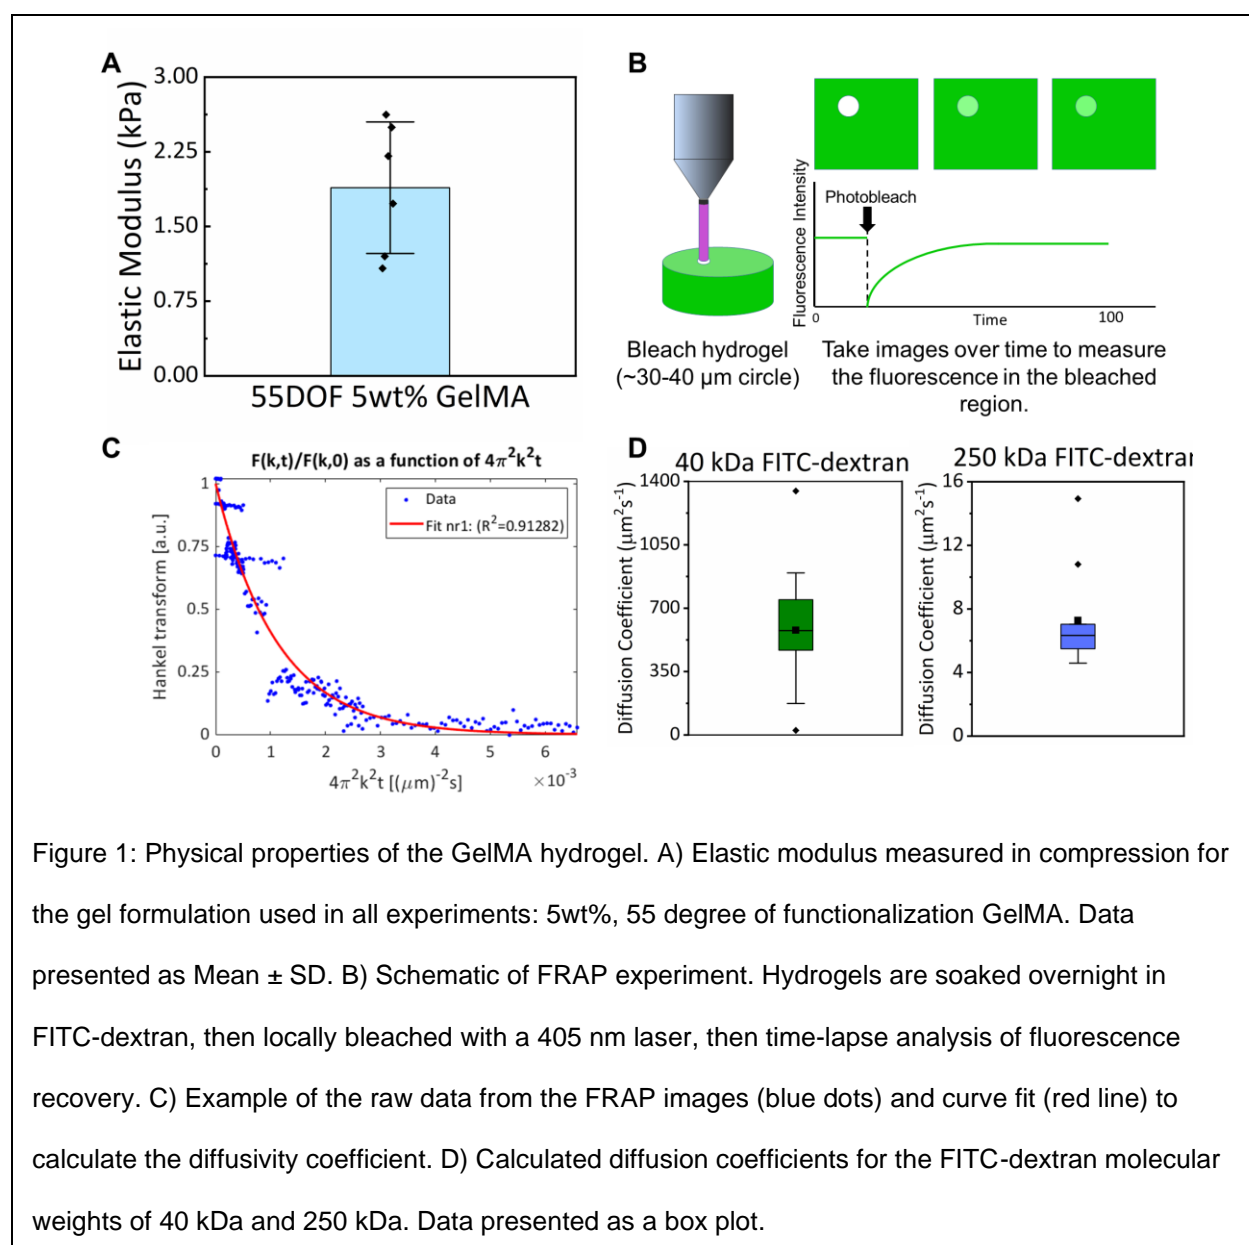 A
3.00
2.25
1.50
0.75
0.00
Elastic Modulus (kPa)
55DOF 5wt% GelMA
B
Bleach hydrogel
(~30-40 µm circle)
Photobleach
Fluorescence Intensity
0
Time
100
Take images over time to measure
the fluorescence in the bleached
region.
C
F(k,t)/F(k,0) as a function of 4π²k²t
Data
Fit nr1: (R²=0.91282)
1
0.75
0.5
0.25
0
Hankel transform [a.u.]
0 1 2 3 4 5 6
4π²k²t [(μm)⁻²s]
×10⁻³
D
40 kDa FITC-dextran
1400
1050
700
350
0
Diffusion Coefficient (µm²s⁻¹)
250 kDa FITC-dextran
16
12
8
4
0
Diffusion Coefficient (µm²s⁻¹)
Figure 1: Physical properties of the GelMA hydrogel. A) Elastic modulus measured in compression for
the gel formulation used in all experiments: 5wt%, 55 degree of functionalization GelMA. Data
presented as Mean ± SD. B) Schematic of FRAP experiment. Hydrogels are soaked overnight in
FITC-dextran, then locally bleached with a 405 nm laser, then time-lapse analysis of fluorescence
recovery. C) Example of the raw data from the FRAP images (blue dots) and curve fit (red line) to
calculate the diffusivity coefficient. D) Calculated diffusion coefficients for the FITC-dextran molecular
weights of 40 kDa and 250 kDa. Data presented as a box plot.